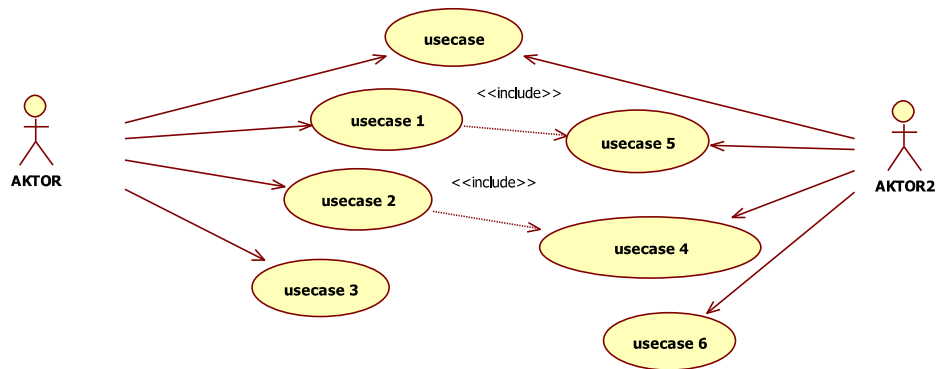 usecase
<<include>>
usecase 1
usecase 5
AKTOR
AKTOR2
<<include>>
usecase 2
usecase 4
usecase 3
usecase 6